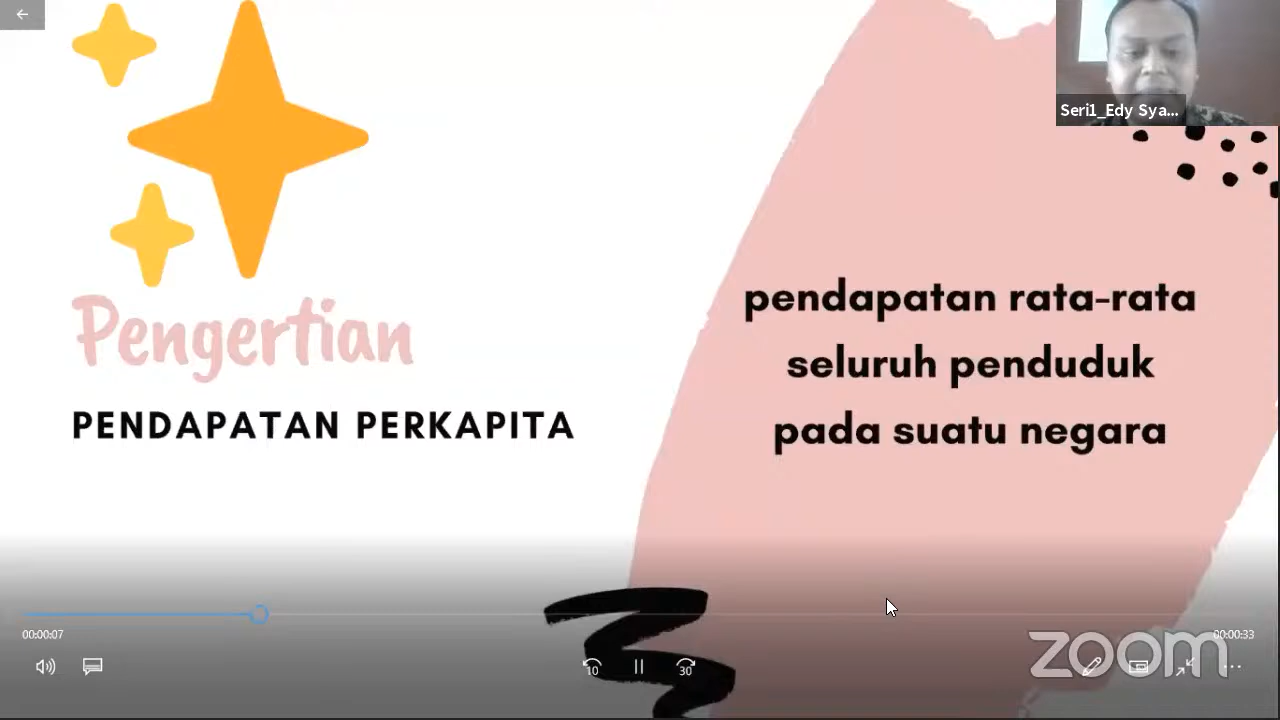 Seri1_Edy Sya...
Pengertian
PENDAPATAN PERKAPITA
pendapatan rata-rata
seluruh penduduk
pada suatu negara
00:00:07
00:00:33
10
30
zoom